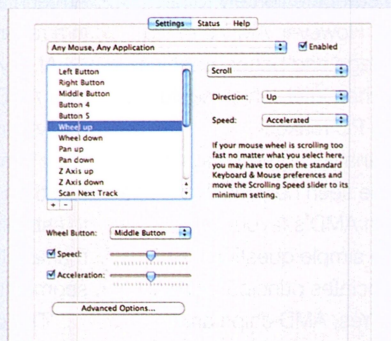 Settings Status Help
Any Mouse, Any Application
Enabled
Left Button
Right Button
Middle Button
Button 4
Button 5
Wheel up
Wheel down
Pan up
Pan down
Z Axis up
Z Axis down
Scan Next Track
+ -
Scroll
Direction: Up
Speed: Accelerated
If your mouse wheel is scrolling too
fast no matter what you select here,
you may have to open the standard
Keyboard & Mouse preferences and
move the Scrolling Speed slider to its
minimum setting.
Wheel Button: Middle Button
Speed:
Acceleration:
Advanced Options...